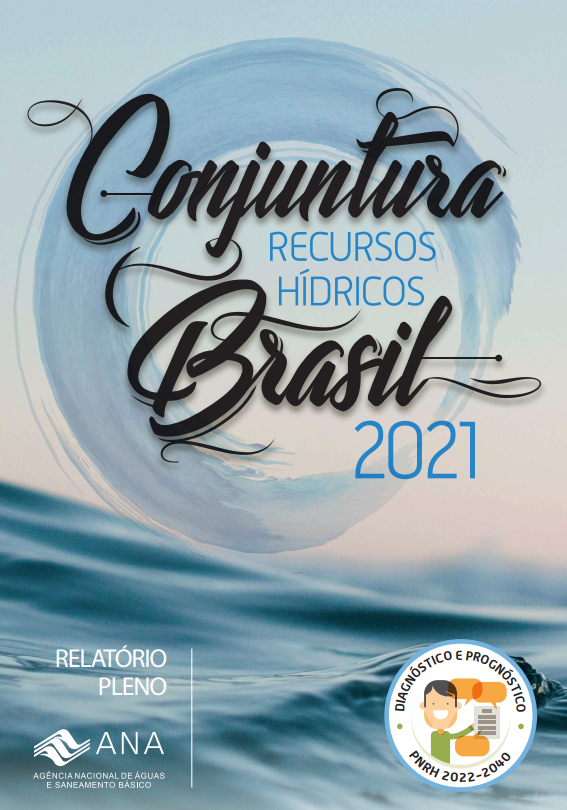 Conjuntura
RECURSOS
HÍDRICOS
Brasil
2021
RELATÓRIO
PLENO
ANA
AGÊNCIA NACIONAL DE ÁGUAS
E SANEAMENTO BÁSICO
DIAGNÓSTICO E PROGNÓSTICO
PNRH 2022-2040